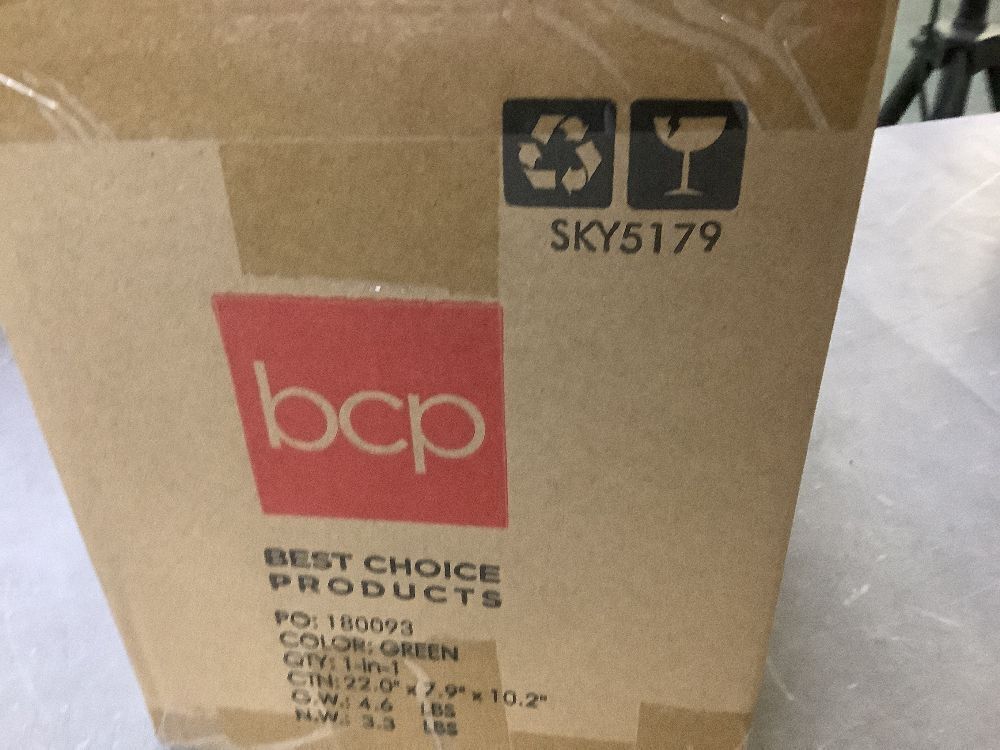 SKY5179
bcp
BEST CHOICE
PRODUCTS
PO: 180093
COLOR: GREEN
QTY: 1-in-1
CTN: 22.0" x 7.9" x 10.2"
G.W.: 4.6 LBS
N.W.: 3.3 LBS